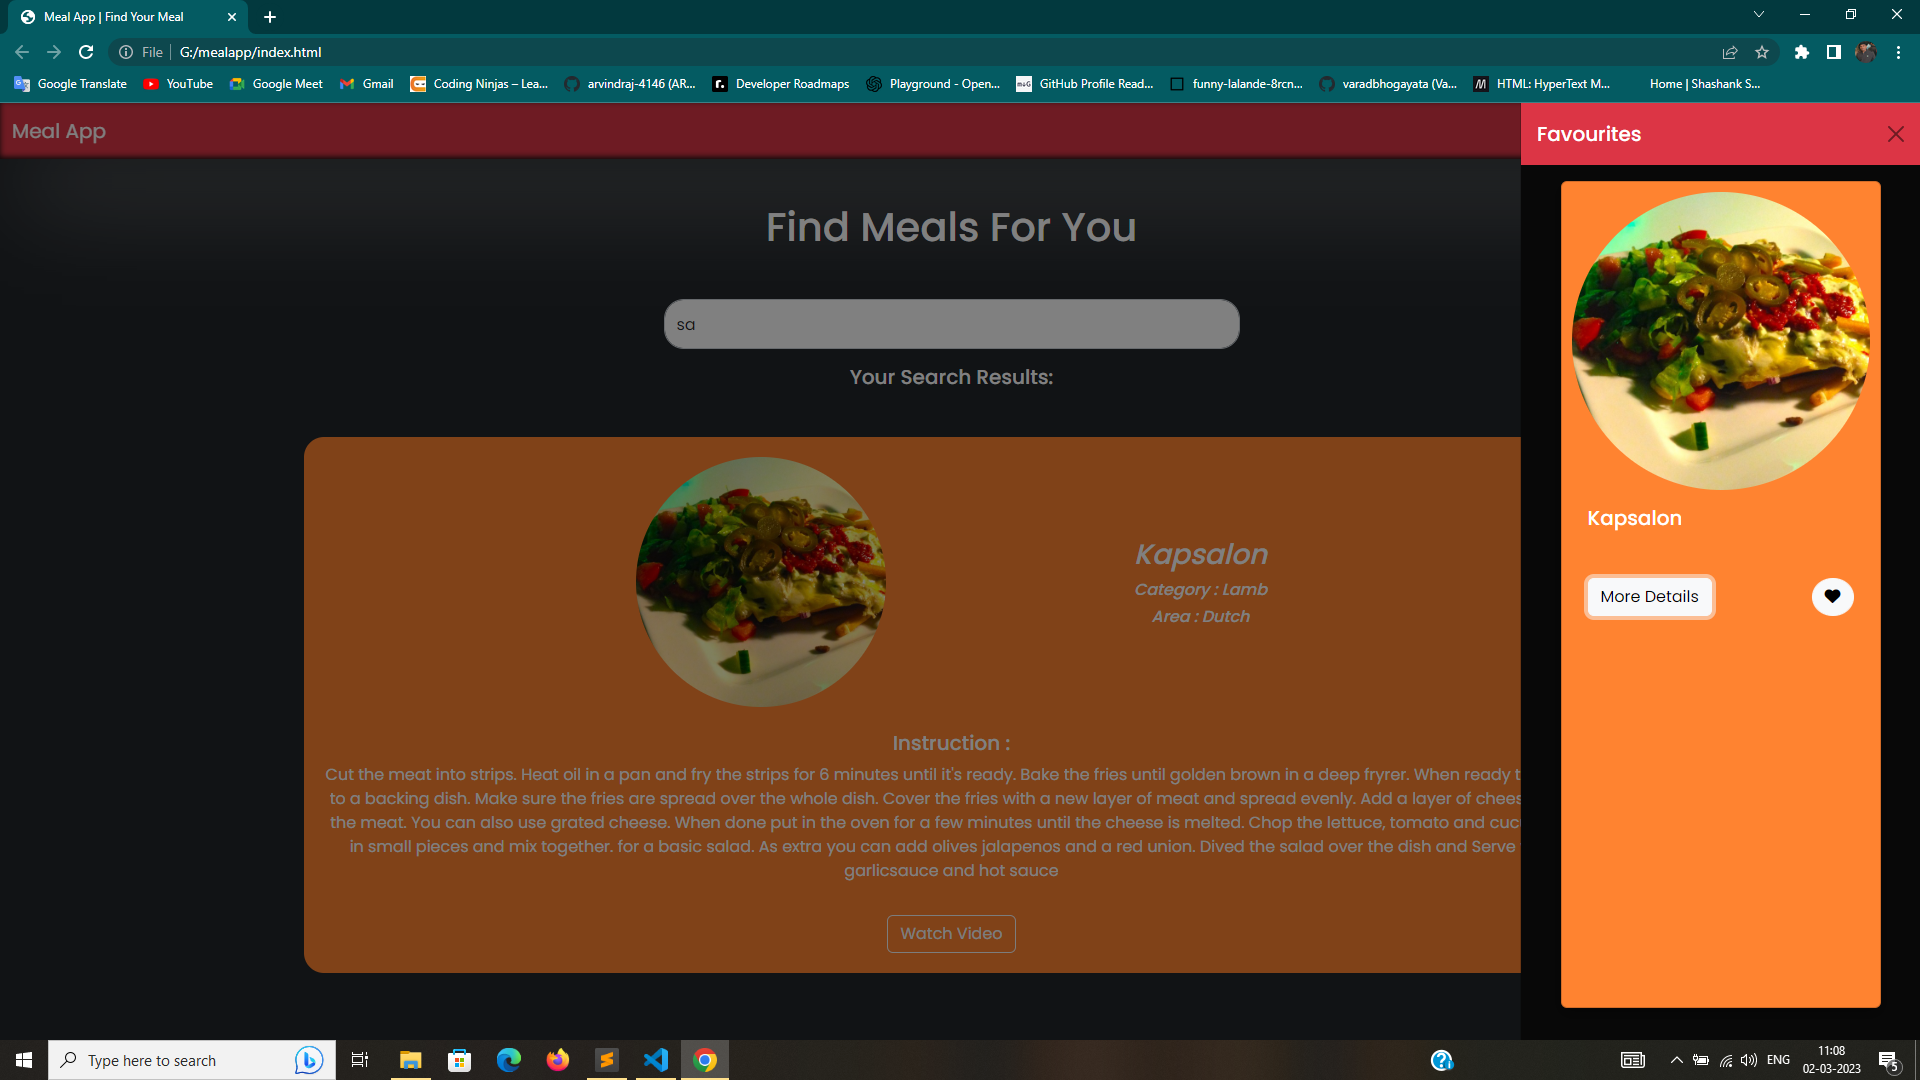 Meal App | Find Your Meal
File
G:/mealapp/index.html
Google Translate
YouTube
Google Meet
Gmail
Coding Ninjas – Lea...
arvindraj-4146 (AR...
Developer Roadmaps
Playground - Open...
GitHub Profile Read...
funny-lalande-8rcn...
varadbhogayata (Va...
HTML: HyperText M...
Home | Shashank S...
Meal App
Find Meals For You
sa
Your Search Results:
Kapsalon
Category : Lamb
Area : Dutch
Instruction :
Cut the meat into strips. Heat oil in a pan and fry the strips for 6 minutes until it's ready. Bake the fries until golden brown in a deep fryrer. When ready
to a backing dish. Make sure the fries are spread over the whole dish. Cover the fries with a new layer of meat and spread evenly. Add a layer of chees
the meat. You can also use grated cheese. When done put in the oven for a few minutes until the cheese is melted. Chop the lettuce, tomato and cuc
in small pieces and mix together. for a basic salad. As extra you can add olives jalapenos and a red union. Dived the salad over the dish and Serve
garlicsauce and hot sauce
Watch Video
Favourites
Kapsalon
More Details
Type here to search
ENG
11:08
02-03-2023
5